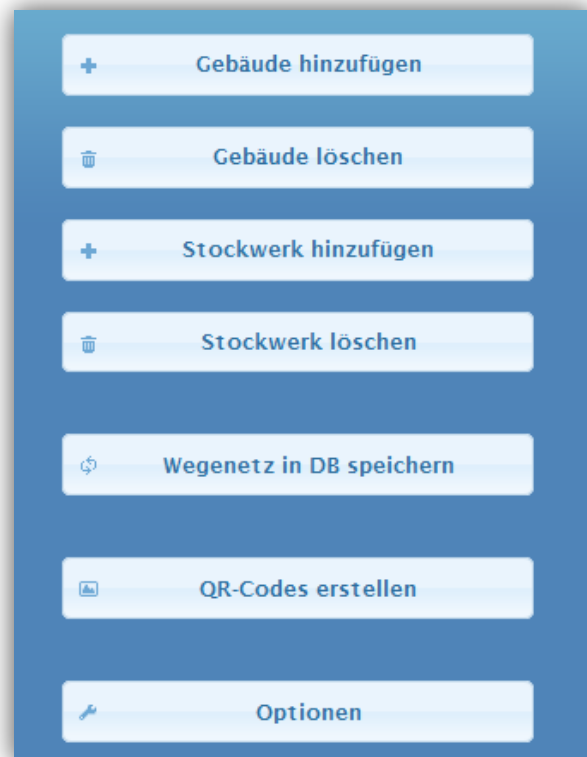 Gebäude hinzufügen
Gebäude löschen
Stockwerk hinzufügen
Stockwerk löschen
Wegenetz in DB speichern
QR-Codes erstellen
Optionen